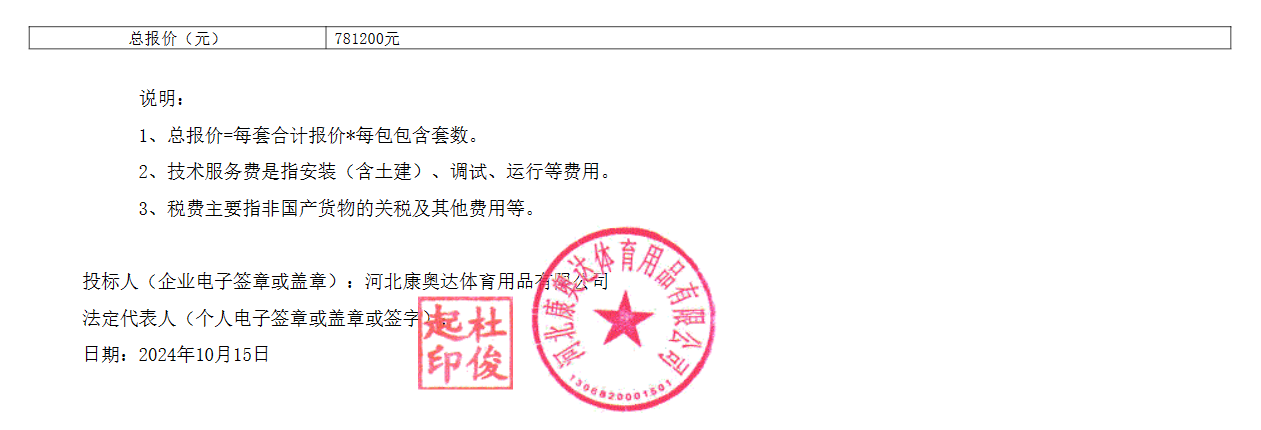 总报价（元） 781200元
说明：
1、总报价=每套合计报价*每包包含套数。
2、技术服务费是指安装（含土建）、调试、运行等费用。
3、税费主要指非国产货物的关税及其他费用等。
投标人（企业电子签章或盖章）：河北康奥达体育用品有限公司
法定代表人（个人电子签章或盖章或签字）：
日期：2024年10月15日
杜俊起印
河北康奥达体育用品有限公司
1306820001501